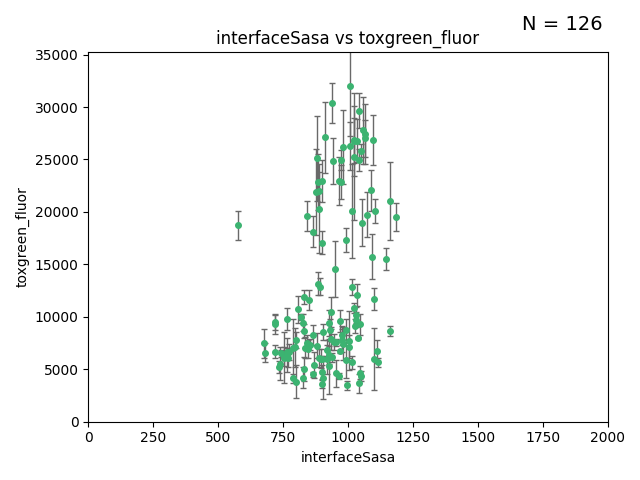 N = 126
interfaceSasa vs toxgreen_fluor
toxgreen_fluor
35000
30000
25000
20000
15000
10000
5000
0
0 250 500 750 1000 1250 1500 1750 2000
interfaceSasa